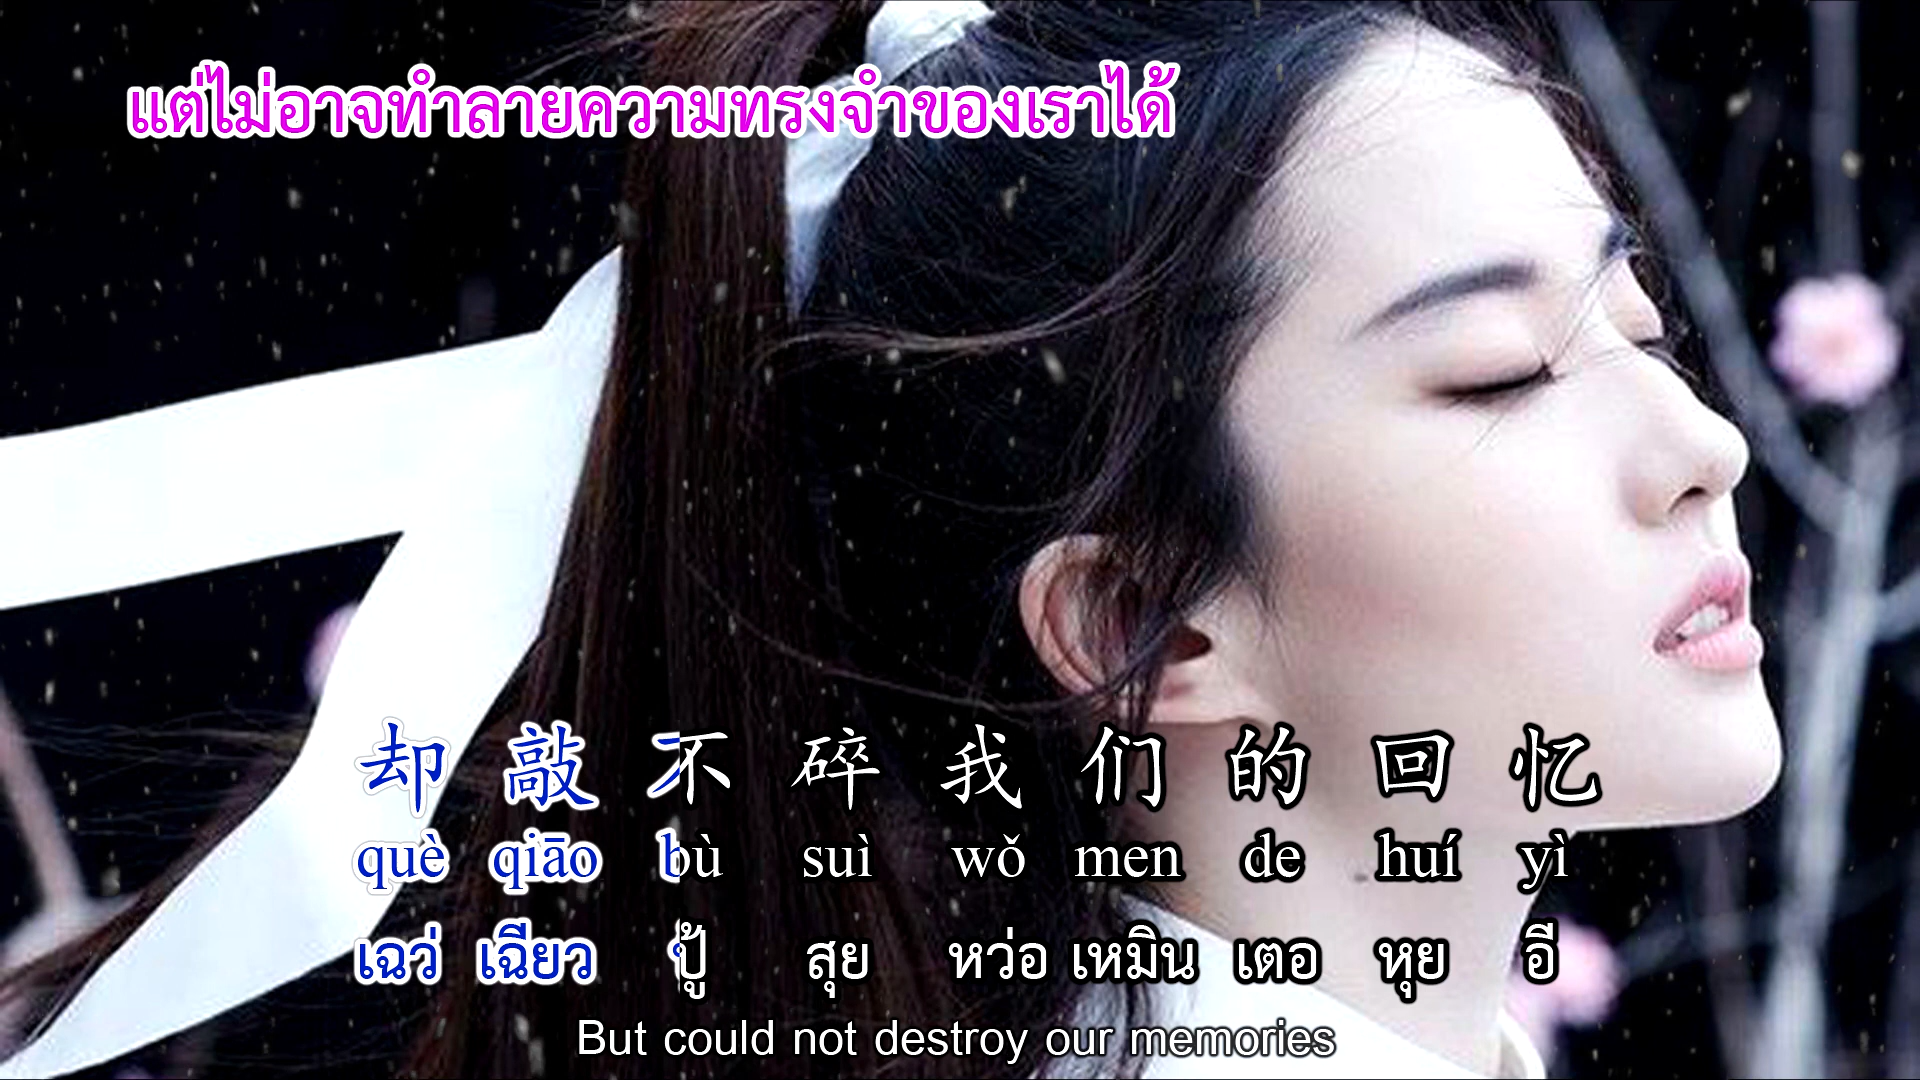 แต่ไม่อาจทำลายความทรงจำของเราได้
却 敲 不 碎 我 们 的 回 忆
què qiāo bù suì wǒ men de huí yì
เฉว่ เฉียว ปู้ สุย หว่อ เหมิน เตอ หุย อี
But could not destroy our memories